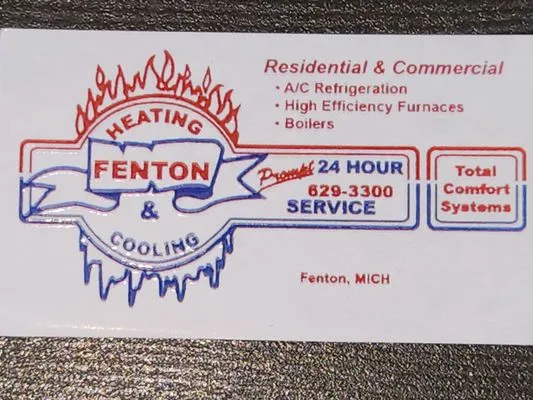 Residential & Commercial
• A/C Refrigeration
• High Efficiency Furnaces
• Boilers
HEATING
FENTON
&
COOLING
Prompt 24 HOUR
629-3300
SERVICE
Total
Comfort
Systems
Fenton, MICH